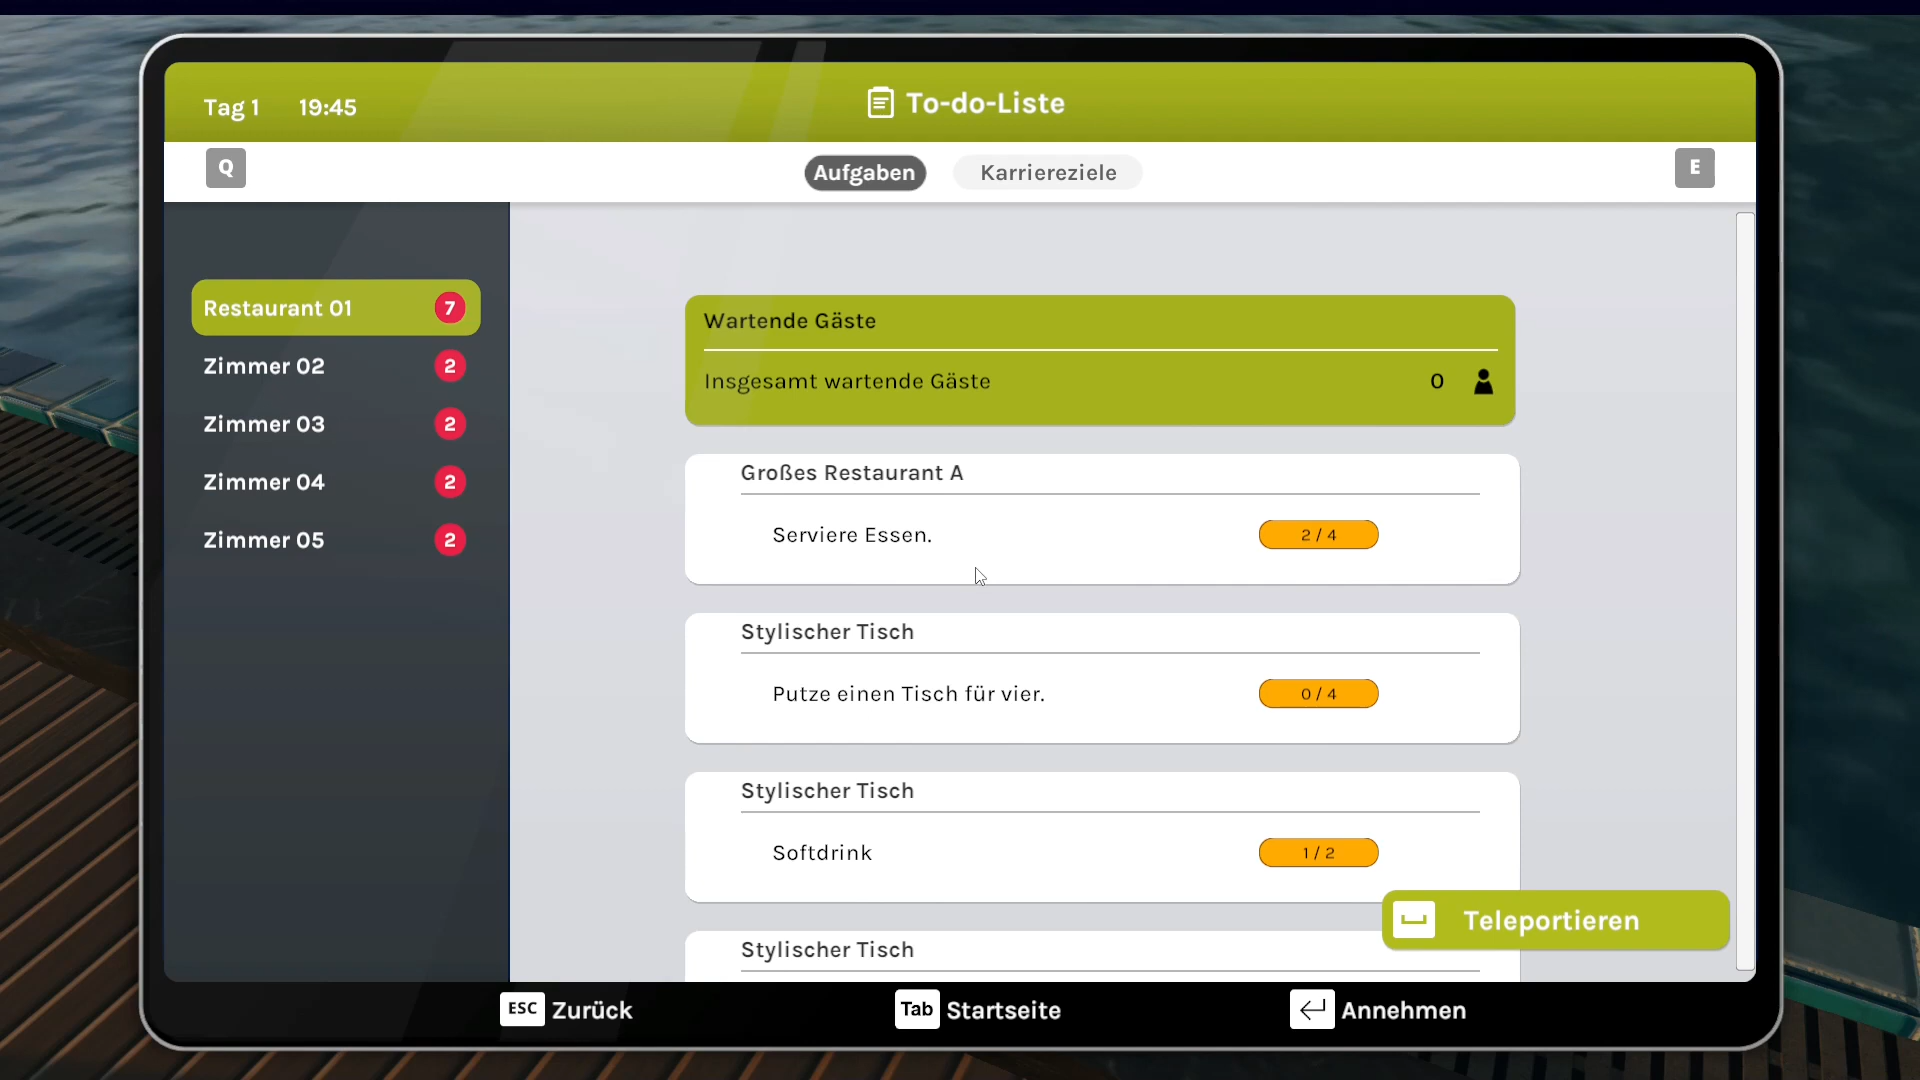 Tag 1 19:45
To-do-Liste
Q
Aufgaben
Karriereziele
E
Restaurant 01 7
Zimmer 02 2
Zimmer 03 2
Zimmer 04 2
Zimmer 05 2
Wartende Gäste
Insgesamt wartende Gäste 0
Großes Restaurant A
Serviere Essen. 2 / 4
Stylischer Tisch
Putze einen Tisch für vier. 0 / 4
Stylischer Tisch
Softdrink 1 / 2
Stylischer Tisch
Teleportieren
ESC Zurück
Tab Startseite
Annehmen